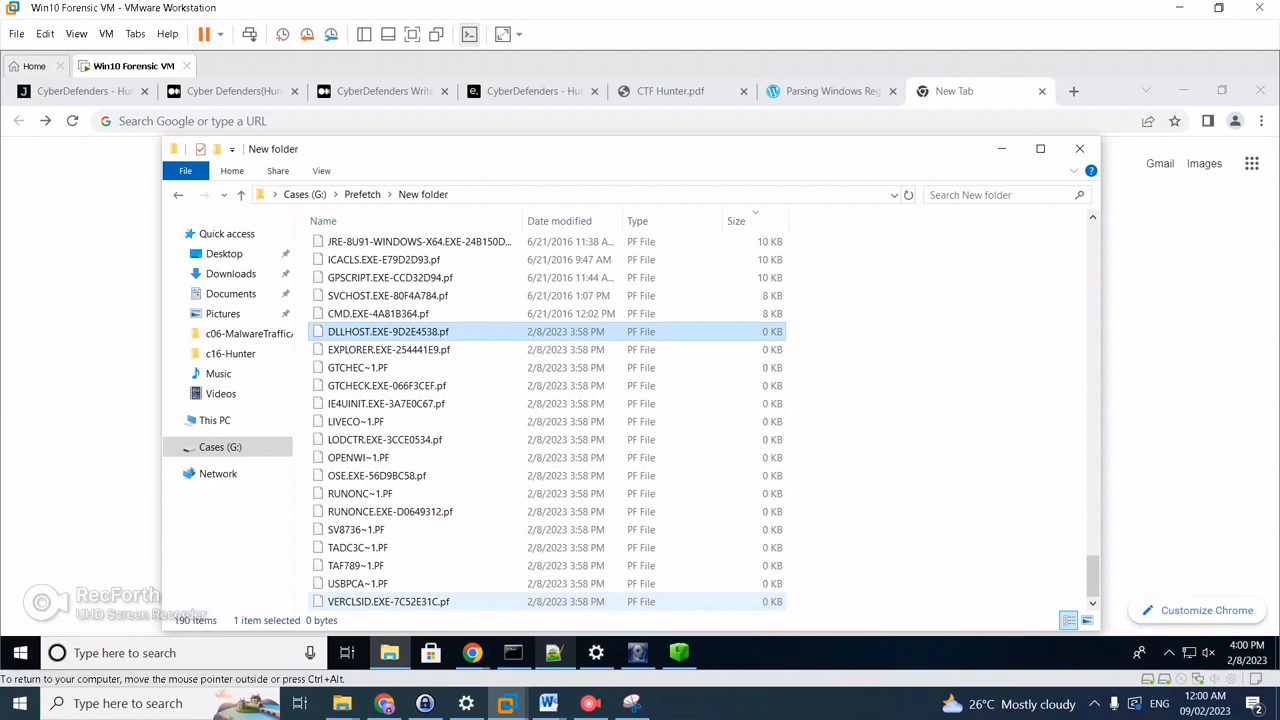 Win10 Forensic VM - VMware Workstation
File Edit View VM Tabs Help
Home Win10 Forensic VM
CyberDefenders - Hun Cyber Defenders(Hun CyberDefenders Write CyberDefenders - Hun CTF Hunter.pdf Parsing Windows Reg New Tab
Search Google or type a URL
New folder
File Home Share View
Gmail Images
Cases (G:) Prefetch New folder Search New folder
Name Date modified Type Size
Quick access
Desktop
Downloads
Documents
Pictures
c06-MalwareTraffic
c16-Hunter
Music
Videos
This PC
Cases (G:)
Network
JRE-8U91-WINDOWS-X64.EXE-24B150D... 6/21/2016 11:38 A... PF File 10 KB
ICACLS.EXE-E79D2D93.pf 6/21/2016 9:47 AM PF File 10 KB
GPSCRIPT.EXE-CCD32D94.pf 6/21/2016 11:44 A... PF File 10 KB
SVCHOST.EXE-80F4A784.pf 6/21/2016 1:07 PM PF File 8 KB
CMD.EXE-4A81B364.pf 6/21/2016 12:02 PM PF File 8 KB
DLLHOST.EXE-9D2E4538.pf 2/8/2023 3:58 PM PF File 0 KB
EXPLORER.EXE-254441E9.pf 2/8/2023 3:58 PM PF File 0 KB
GTCHEC~1.PF 2/8/2023 3:58 PM PF File 0 KB
GTCHECK.EXE-066F3CEF.pf 2/8/2023 3:58 PM PF File 0 KB
IE4UINIT.EXE-3A7E0C67.pf 2/8/2023 3:58 PM PF File 0 KB
LIVECO~1.PF 2/8/2023 3:58 PM PF File 0 KB
LODCTR.EXE-3CCE0534.pf 2/8/2023 3:58 PM PF File 0 KB
OPENWI~1.PF 2/8/2023 3:58 PM PF File 0 KB
OSE.EXE-56D9BC58.pf 2/8/2023 3:58 PM PF File 0 KB
RUNONC~1.PF 2/8/2023 3:58 PM PF File 0 KB
RUNONCE.EXE-D0649312.pf 2/8/2023 3:58 PM PF File 0 KB
SV8736~1.PF 2/8/2023 3:58 PM PF File 0 KB
TADC3C~1.PF 2/8/2023 3:58 PM PF File 0 KB
TAF789~1.PF 2/8/2023 3:58 PM PF File 0 KB
USBPCA~1.PF 2/8/2023 3:58 PM PF File 0 KB
VERCLSID.EXE-7C52E31C.pf 2/8/2023 3:58 PM PF File 0 KB
RecForth
UHD Screen Recorder
190 items 1 item selected 0 bytes
Customize Chrome
Type here to search
4:00 PM
2/8/2023
To return to your computer, move the mouse pointer outside or press Ctrl+Alt.
Type here to search 26°C Mostly cloudy ENG
12:00 AM
09/02/2023
2